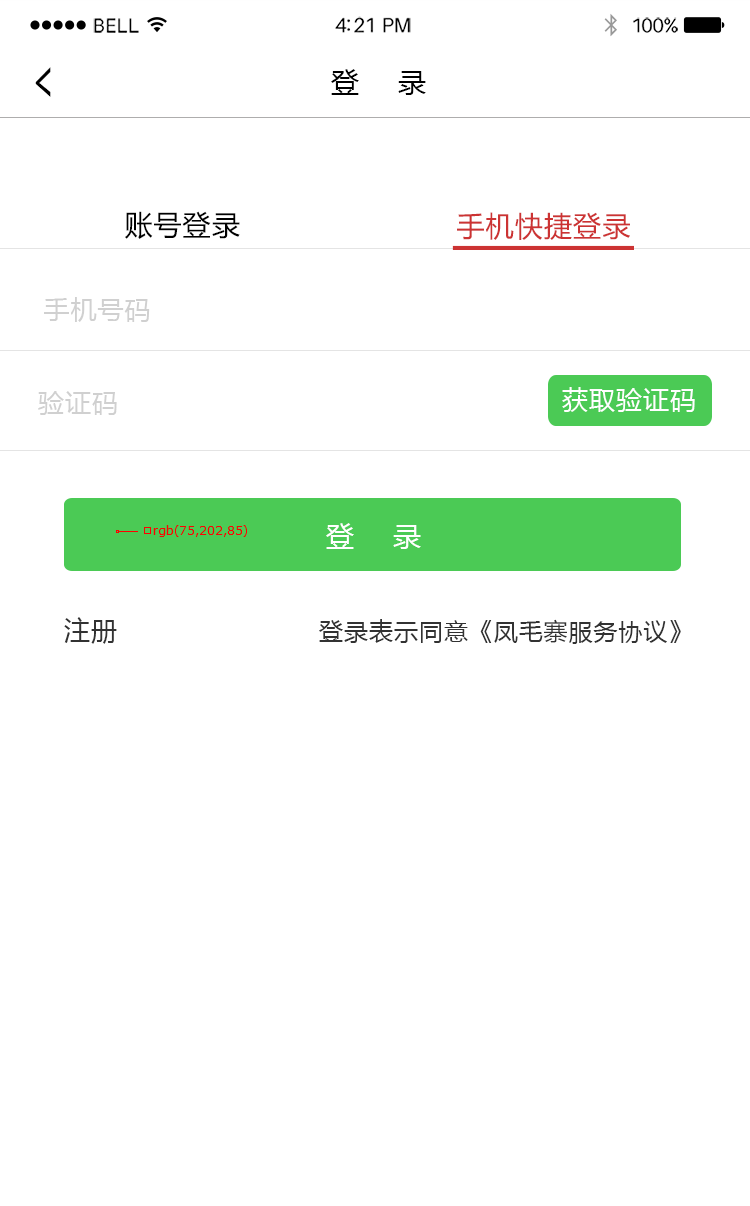 BELL 4:21 PM 100%
登 录
账号登录 手机快捷登录
手机号码
验证码 获取验证码
rgb(75,202,85) 登 录
注册 登录表示同意《凤毛寨服务协议》